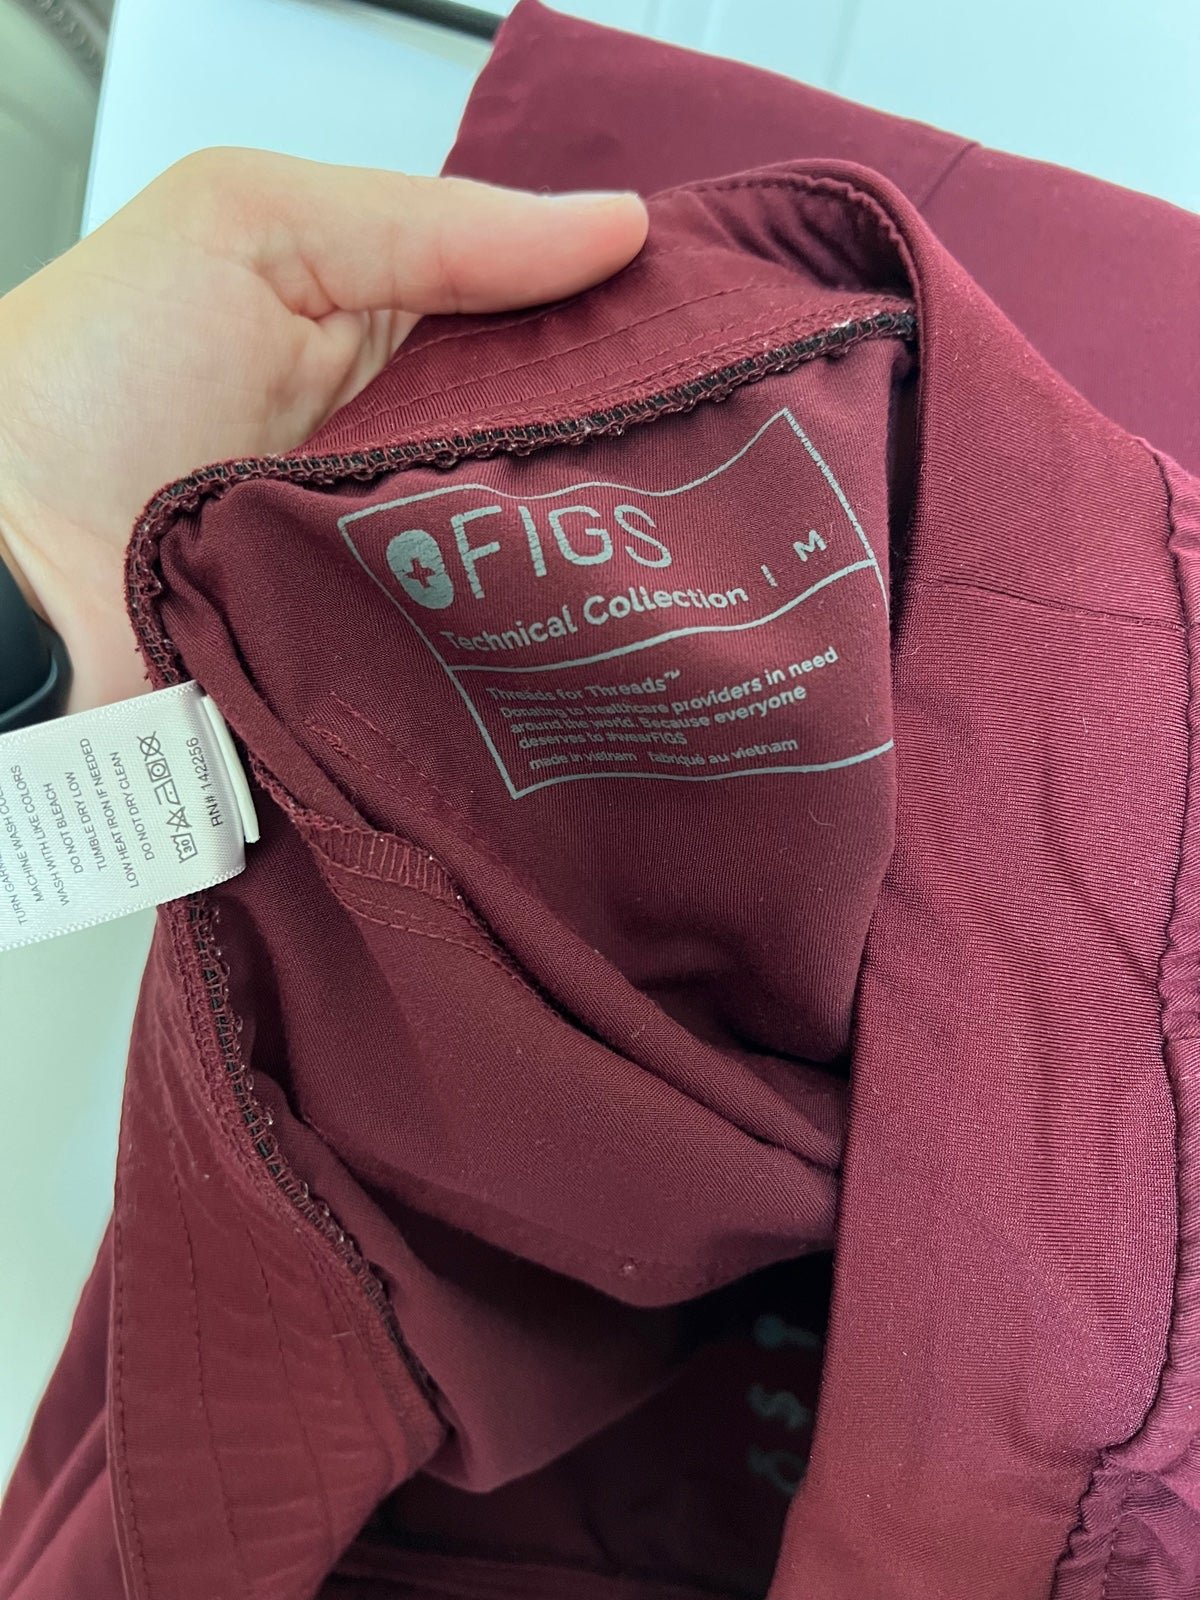 FIGS
Technical Collection | M
Threads for Threads™
Donating to healthcare providers in need
around the world. Because everyone
deserves to #wearFIGS
made in vietnam fabriqué au vietnam
TURN
MACHINE WASH
WASH WITH LIKE COLORS
DO NOT BLEACH
TUMBLE DRY LOW
LOW HEAT IRON IF NEEDED
DO NOT DRY CLEAN
30
RN# 142256